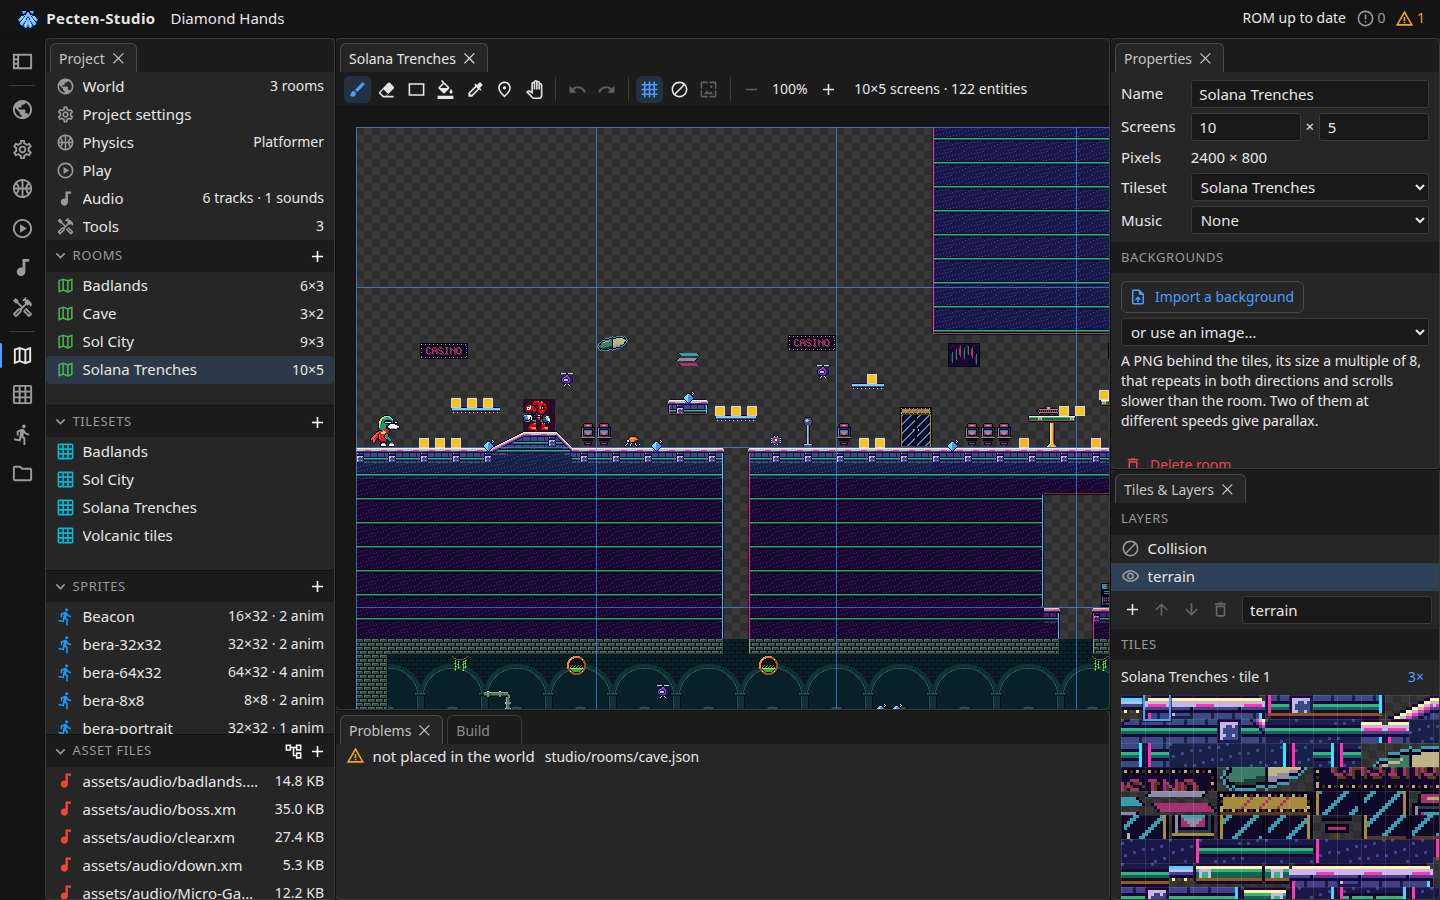 Pecten-Studio Diamond Hands
ROM up to date 0 1
Project
World 3 rooms
Project settings
Physics Platformer
Play
Audio 6 tracks · 1 sounds
Tools 3
ROOMS
Badlands 6×3
Cave 3×2
Sol City 9×3
Solana Trenches 10×5
TILESETS
Badlands
Sol City
Solana Trenches
Volcanic tiles
SPRITES
Beacon 16×32 · 2 anim
bera-32x32 32×32 · 2 anim
bera-64x32 64×32 · 4 anim
bera-8x8 8×8 · 2 anim
bera-portrait 32×32 · 1 anim
ASSET FILES
assets/audio/badlands.... 14.8 KB
assets/audio/boss.xm 35.0 KB
assets/audio/clear.xm 27.4 KB
assets/audio/down.xm 5.3 KB
assets/audio/Micro-Ga... 12.2 KB
Solana Trenches
100% 10×5 screens · 122 entities
CASINO
CASINO
Problems Build
not placed in the world studio/rooms/cave.json
Properties
Name Solana Trenches
Screens 10 × 5
Pixels 2400 × 800
Tileset Solana Trenches
Music None
BACKGROUNDS
Import a background
or use an image...
A PNG behind the tiles, its size a multiple of 8,
that repeats in both directions and scrolls
slower than the room. Two of them at
different speeds give parallax.
Delete room
Tiles & Layers
LAYERS
Collision
terrain
terrain
TILES
Solana Trenches · tile 1 3×